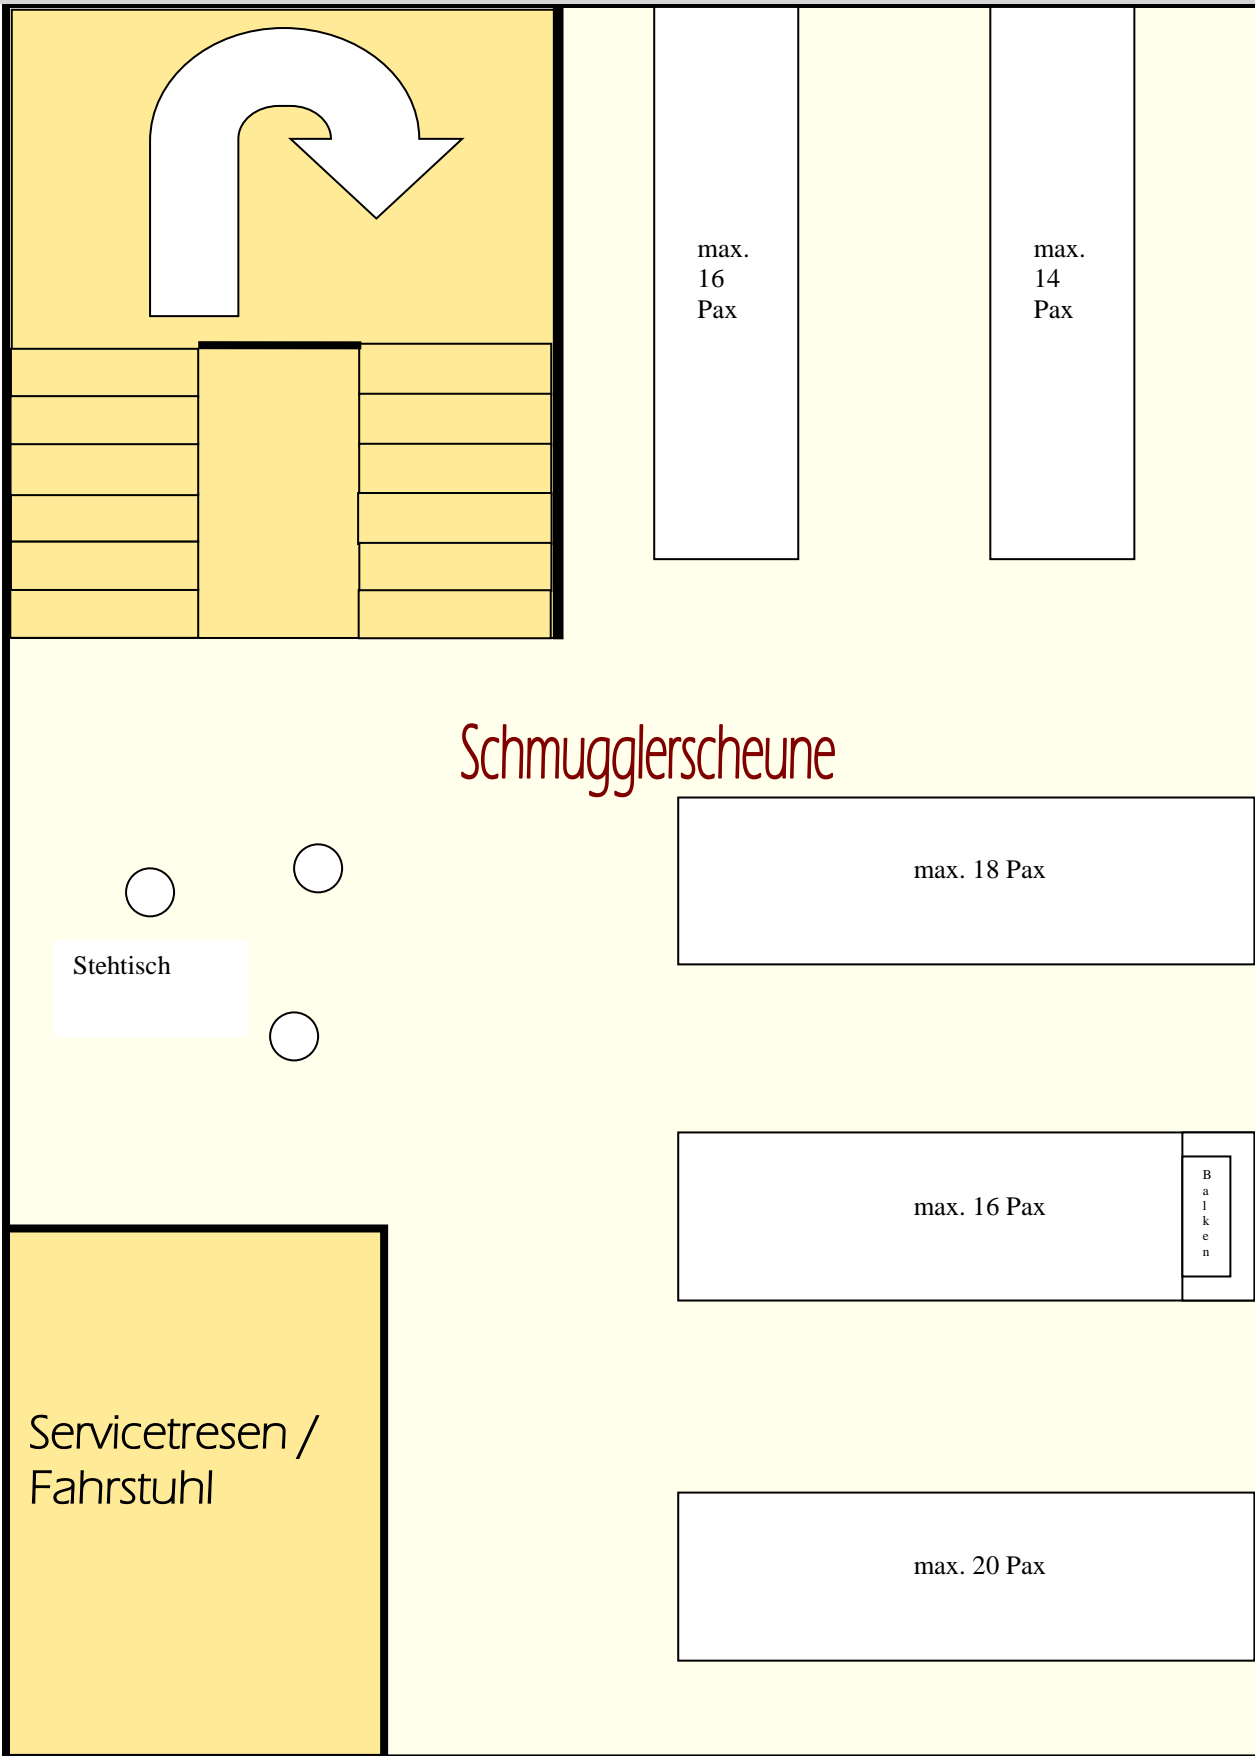 max.
16
Pax
max.
14
Pax
Schmugglerscheune
max. 18 Pax
Stehtisch
max. 16 Pax
Balken
Servicetresen /
Fahrstuhl
max. 20 Pax